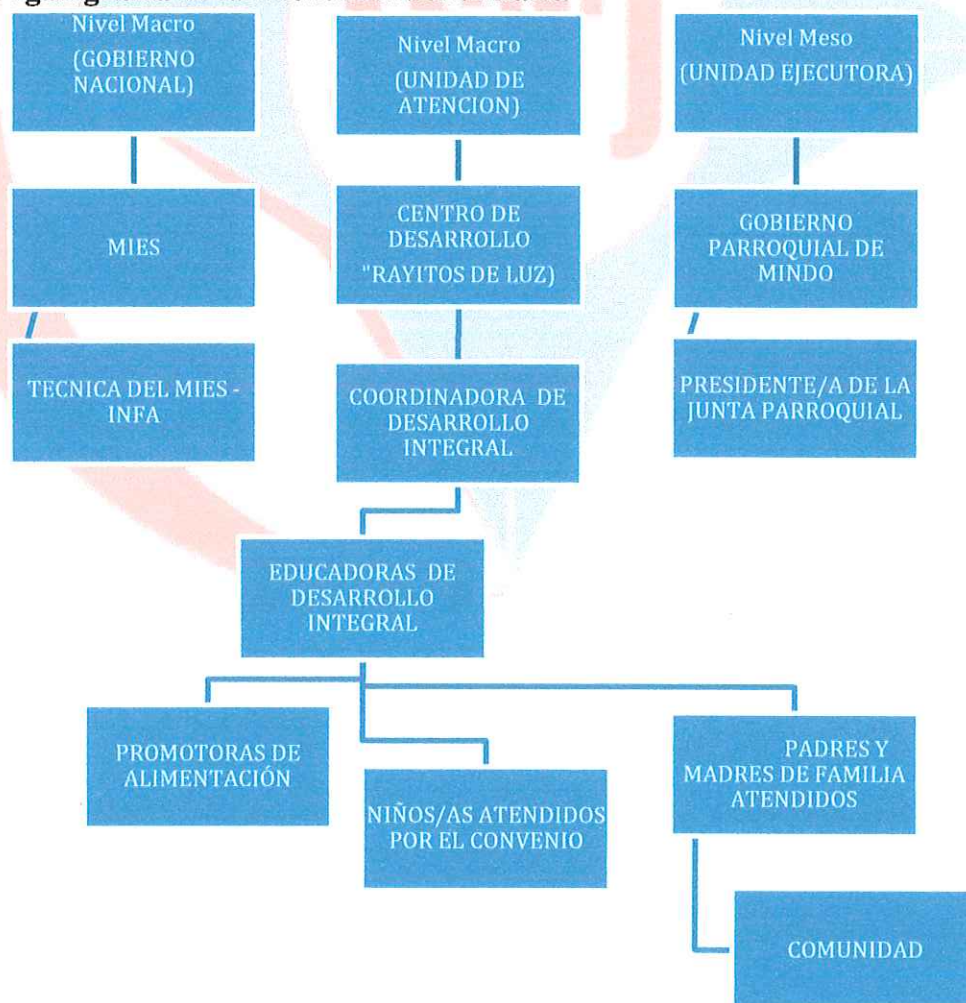 Nivel Macro
(GOBIERNO
NACIONAL)
Nivel Macro
(UNIDAD DE
ATENCION)
Nivel Meso
(UNIDAD EJECUTORA)
MIES
CENTRO DE
DESARROLLO
"RAYITOS DE LUZ)
GOBIERNO
PARROQUIAL DE
MINDO
TECNICA DEL MIES -
INFA
COORDINADORA DE
DESARROLLO
INTEGRAL
PRESIDENTE/A DE LA
JUNTA PARROQUIAL
EDUCADORAS DE
DESARROLLO
INTEGRAL
PROMOTORAS DE
ALIMENTACIÓN
NIÑOS/AS ATENDIDOS
POR EL CONVENIO
PADRES Y
MADRES DE FAMILIA
ATENDIDOS
COMUNIDAD